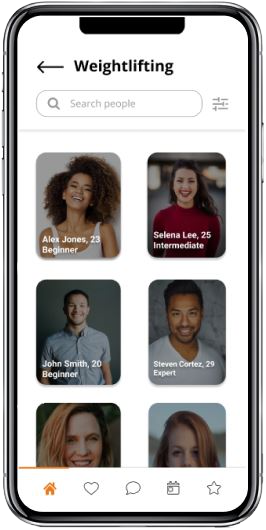 Weightlifting
Search people
Alex Jones, 23
Beginner
Selena Lee, 25
Intermediate
John Smith, 20
Beginner
Steven Cortez, 29
Expert